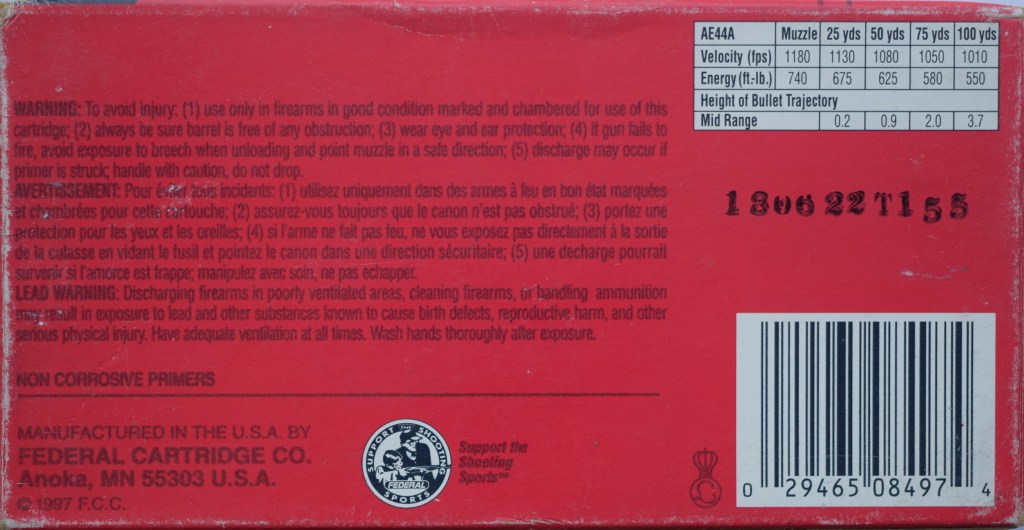 AE44A Muzzle 25 yds 50 yds 75 yds 100 yds
Velocity (fps) 1180 1130 1080 1050 1010
Energy (ft.-lb.) 740 675 625 580 550
Height of Bullet Trajectory
Mid Range 0.2 0.9 2.0 3.7
WARNING: To avoid injury: (1) use only in firearms in good condition marked and chambered for use of this
cartridge; (2) always be sure barrel is free of any obstruction; (3) wear eye and ear protection; (4) if gun fails to
fire, avoid exposure to breech when unloading and point muzzle in a safe direction; (5) discharge may occur if
primer is struck; handle with caution, do not drop.
AVERTISSEMENT: Pour éviter tous incidents: (1) utilisez uniquement dans des armes à feu en bon état marquées
et chambrées pour cette cartouche; (2) assurez-vous toujours que le canon n'est pas obstrué; (3) portez une
protection pour les yeux et les oreilles; (4) si l'arme ne fait pas feu, ne vous exposez pas directement à la sortie
de la culasse en vidant le fusil et pointez le canon dans une direction sécuritaire; (5) une decharge pourrait
survenir si l'amorce est frappe; manipulez avec soin, ne pas echapper.
LEAD WARNING: Discharging firearms in poorly ventilated areas, cleaning firearms, or handling ammunition
may result in exposure to lead and other substances known to cause birth defects, reproductive harm, and other
serious physical injury. Have adequate ventilation at all times. Wash hands thoroughly after exposure.
NON CORROSIVE PRIMERS
1806 22T155
MANUFACTURED IN THE U.S.A. BY
FEDERAL CARTRIDGE CO.
Anoka, MN 55303 U.S.A.
© 1997 F.C.C.
SUPPORT THE SHOOTING
FEDERAL
SPORTS
Support the
Shooting
Sports™
C
0 29465 08497 4